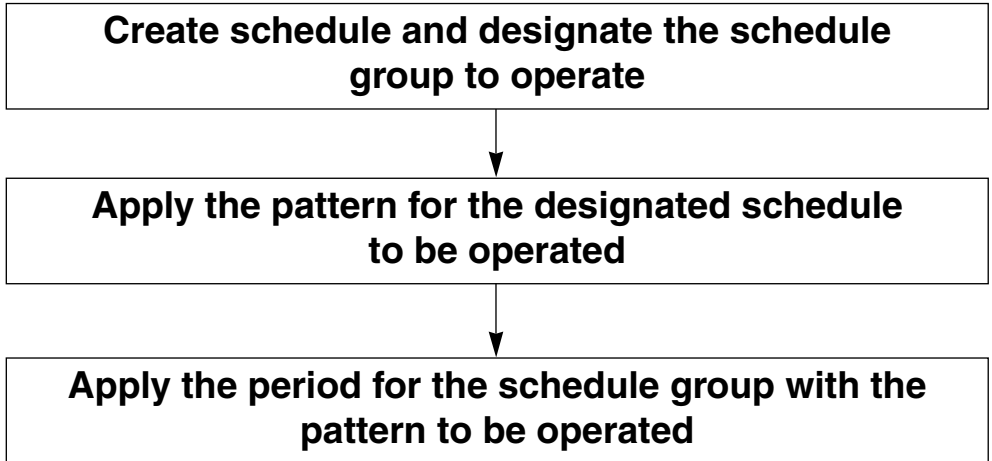 Create schedule and designate the schedule
group to operate
Apply the pattern for the designated schedule
to be operated
Apply the period for the schedule group with the
pattern to be operated